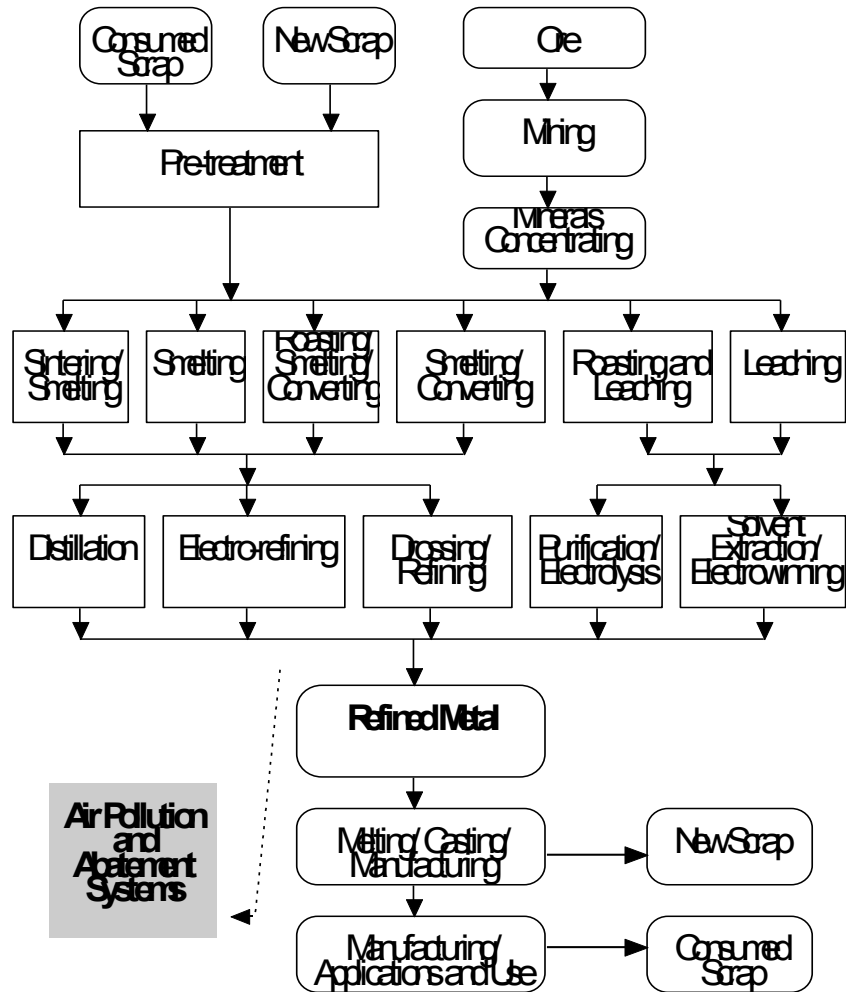 Consumed
Scrap
New Scrap
Ore
Mining
Pre-treatment
Minerals
Concentrating
Sintering/
Smelting
Smelting
Roasting/
Smelting/
Converting
Smelting/
Converting
Roasting and
Leaching
Leaching
Distillation
Electro-refining
Drossing/
Refining
Purification/
Electrolysis
Solvent
Extraction/
Electrowinning
Refined Metal
Air Pollution
and
Abatement
Systems
Melting/ Casting/
Manufacturing
New Scrap
Manufacturing/
Applications and Use
Consumed
Scrap